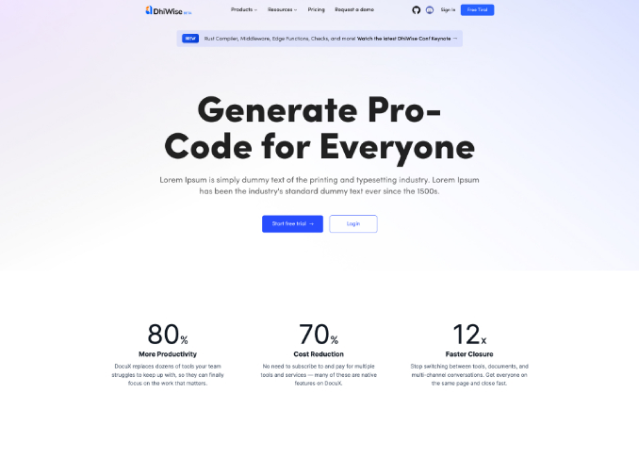 DhiWise
Products
Resources
Pricing
Request a demo
Sign in
Free Trial
NEW
Rust Compiler, Middleware, Edge Functions, Checks, and more! Watch the latest DhiWise Conf Keynote →
Generate Pro-
Code for Everyone
Lorem Ipsum is simply dummy text of the printing and typesetting industry. Lorem Ipsum
has been the industry's standard dummy text ever since the 1500s.
Start free trial →
Login
80%
More Productivity
DocuX replaces dozens of tools your team
struggles to keep up with, so they can finally
focus on the work that matters.
70%
Cost Reduction
No need to subscribe to and pay for multiple
tools and services — many of these are native
features on DocuX.
12x
Faster Closure
Stop switching between tools, documents, and
multi-channel conversations. Get everyone on
the same page and close fast.